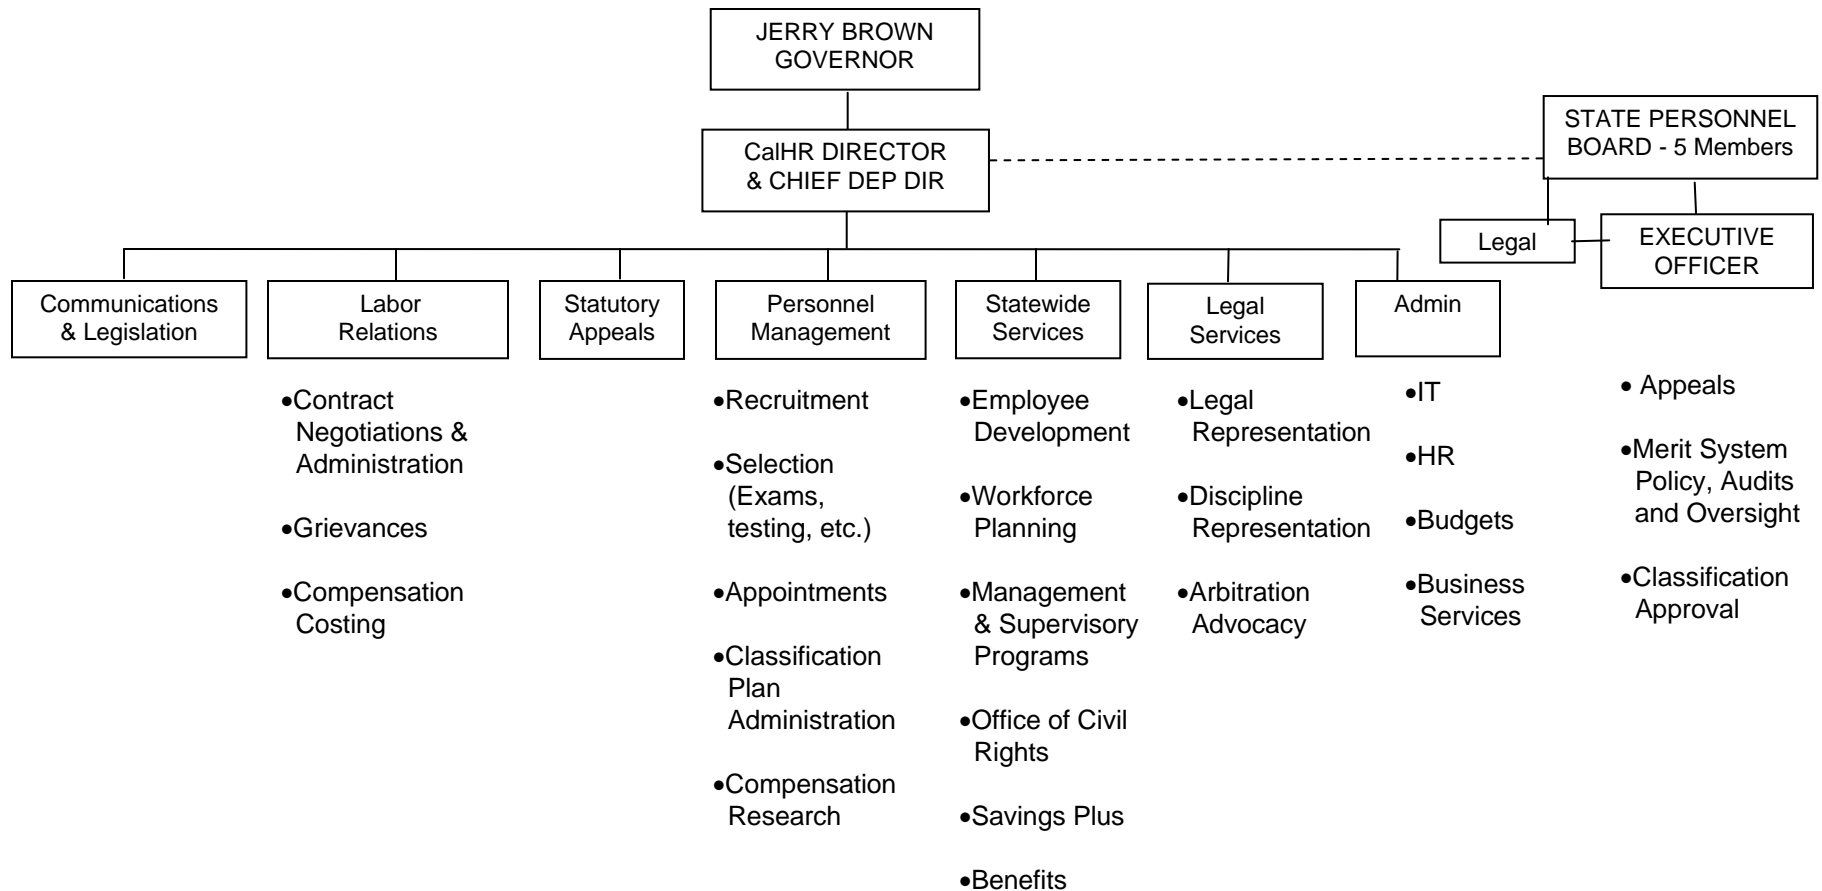 JERRY BROWN
GOVERNOR
CalHR DIRECTOR
& CHIEF DEP DIR
STATE PERSONNEL
BOARD - 5 Members
Legal
EXECUTIVE
OFFICER
Communications
& Legislation
Labor
Relations
Statutory
Appeals
Personnel
Management
Statewide
Services
Legal
Services
Admin
•Contract
Negotiations &
Administration
•Grievances
•Compensation
Costing
•Recruitment
•Selection
(Exams,
testing, etc.)
•Appointments
•Classification
Plan
Administration
•Compensation
Research
•Employee
Development
•Workforce
Planning
•Management
& Supervisory
Programs
•Office of Civil
Rights
•Savings Plus
•Benefits
•Legal
Representation
•Discipline
Representation
•Arbitration
Advocacy
•IT
•HR
•Budgets
•Business
Services
• Appeals
•Merit System
Policy, Audits
and Oversight
•Classification
Approval